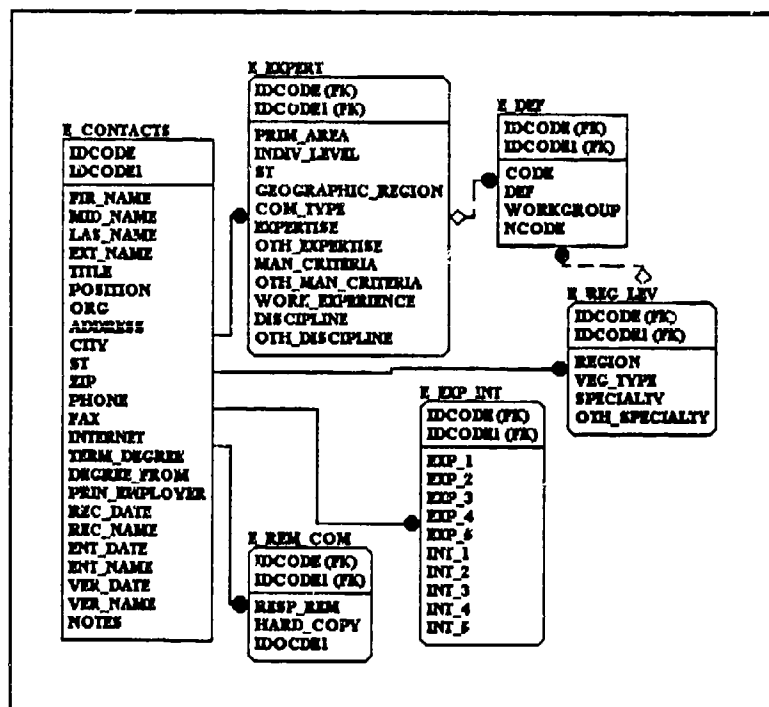 E_CONTACTS
IDCODE
IDCODE1
FIR_NAME
MID_NAME
LAS_NAME
EXT_NAME
TITLE
POSITION
ORG
ADDRESS
CITY
ST
ZIP
PHONE
FAX
INTERNET
TERM_DEGREE
DEGREE_FROM
PRIN_EMPLOYER
REC_DATE
REC_NAME
ENT_DATE
ENT_NAME
VER_DATE
VER_NAME
NOTES
E_EXPERT
IDCODE (FK)
IDCODE1 (FK)
PRIM_AREA
INDIV_LEVEL
ST
GEOGRAPHIC_REGION
COM_TYPE
EXPERTISE
OTH_EXPERTISE
MAN_CRITERIA
OTH_MAN_CRITERIA
WORK_EXPERIENCE
DISCIPLINE
OTH_DISCIPLINE
E_DEF
IDCODE (FK)
IDCODE1 (FK)
CODE
DEF
WORKGROUP
NCODE
E_REG_LEV
IDCODE (FK)
IDCODE1 (FK)
REGION
VEG_TYPE
SPECIALTY
OTH_SPECIALTY
E_EXP_INT
IDCODE (FK)
IDCODE1 (FK)
EXP_1
EXP_2
EXP_3
EXP_4
EXP_5
INT_1
INT_2
INT_3
INT_4
INT_5
E_REM_COM
IDCODE (FK)
IDCODE1 (FK)
RESP_REM
HARD_COPY
IDOCDE1